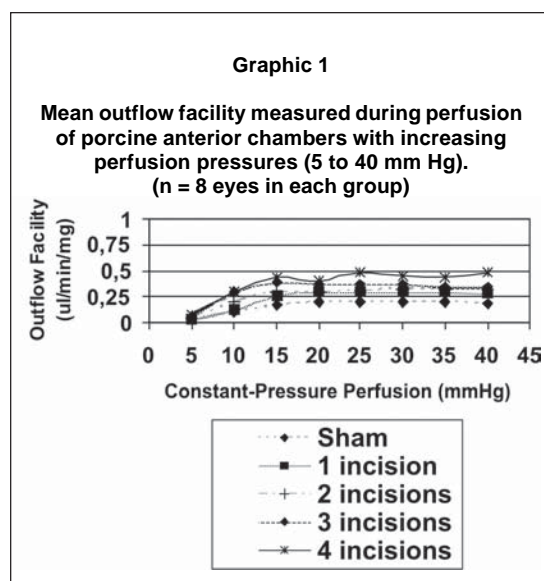 Graphic 1
Mean outflow facility measured during perfusion
of porcine anterior chambers with increasing
perfusion pressures (5 to 40 mm Hg).
(n = 8 eyes in each group)
Outflow Facility
(ul/min/mg)
1
0,75
0,5
0,25
0
0 5 10 15 20 25 30 35 40 45
Constant-Pressure Perfusion (mmHg)
Sham
1 incision
2 incisions
3 incisions
4 incisions